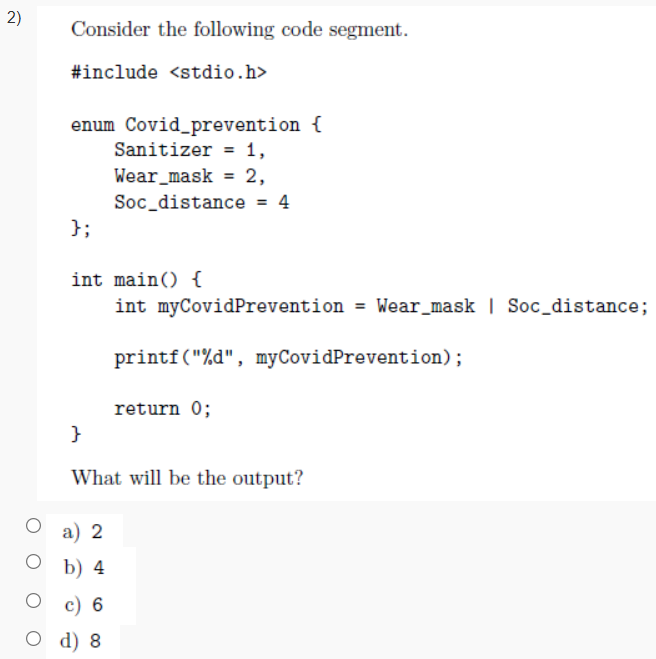 2)
Consider the following code segment.
#include <stdio.h>
enum Covid_prevention {
Sanitizer = 1,
Wear_mask = 2,
Soc_distance = 4
};
int main() {
int myCovidPrevention = Wear_mask | Soc_distance;
printf("%d", myCovidPrevention);
return 0;
}
What will be the output?
a) 2
b) 4
c) 6
d) 8